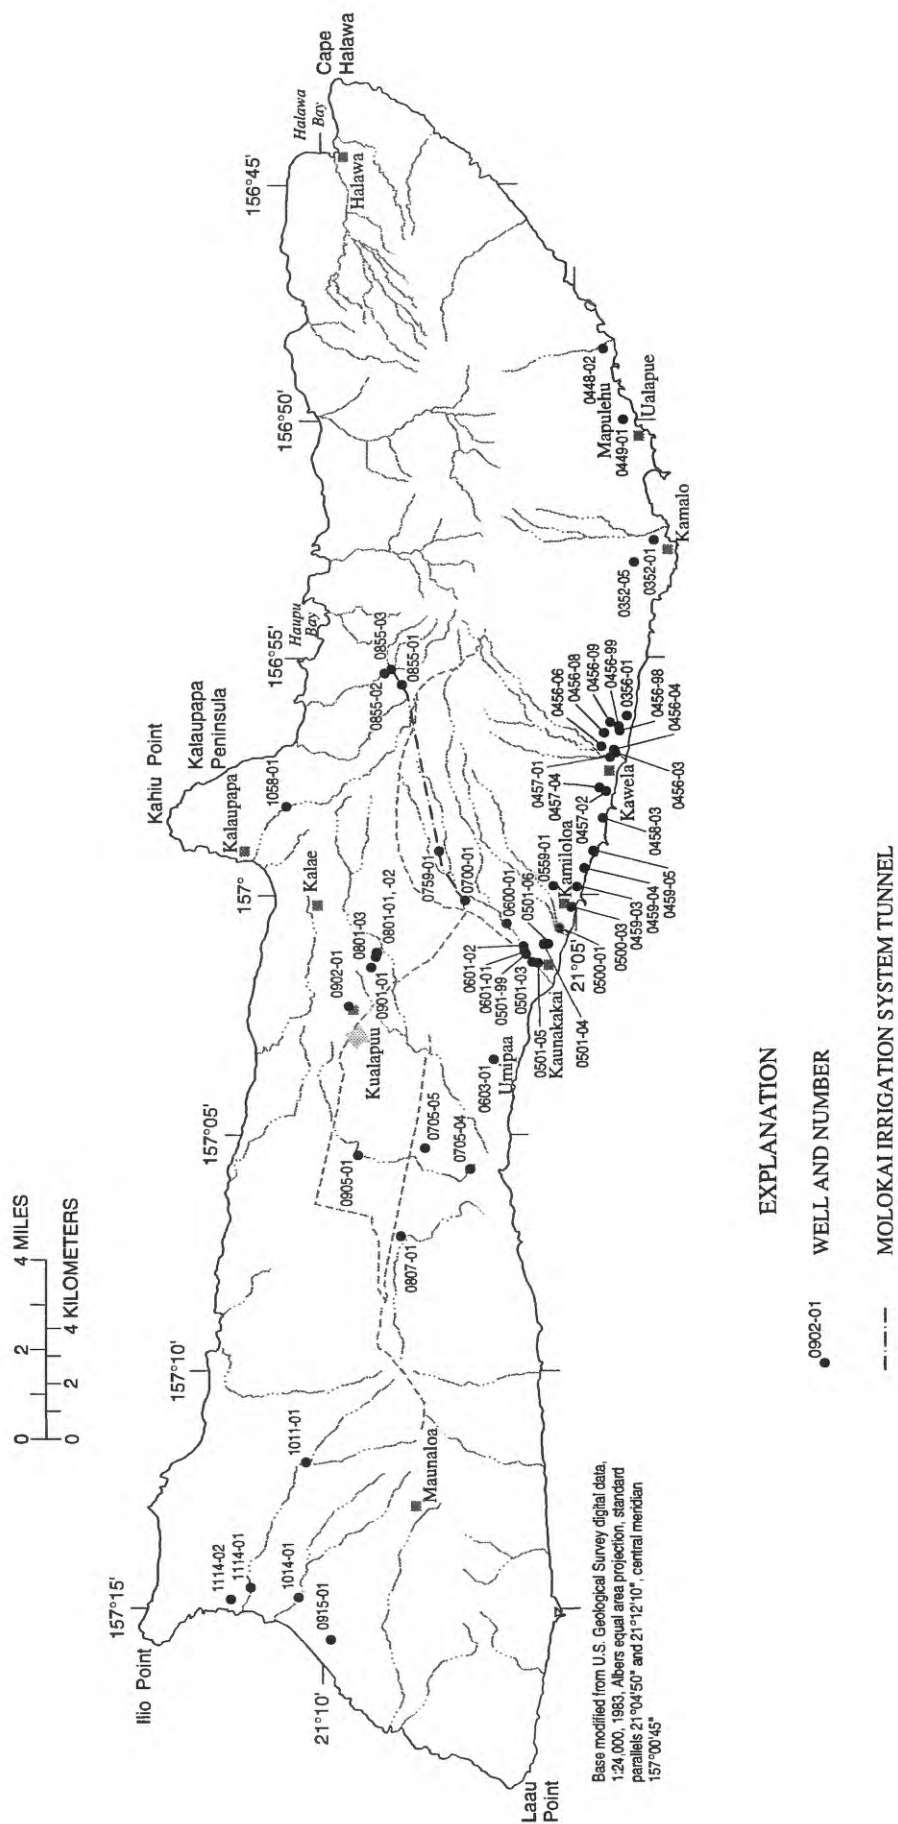 0 2 4 MILES
0 2 4 KILOMETERS
Kahiu Point
Kalaupapa
Peninsula
Kalaupapa
1058-01
Kalae
Haupu
Bay
Halawa
Bay
Cape
Halawa
Halawa
Ilio Point
157°15'
157°10'
157°05'
157°
156°55'
156°50'
156°45'
21°10'
21°05'
1114-02
1114-01
1014-01
0915-01
1011-01
Maunaloa
Laau
Point
0807-01
0905-01
0705-05
0705-04
0902-01
0901-01
Kualapuu
0801-03
0801-01, -02
0855-02
0855-03
0855-01
0759-01
0700-01
0600-01
0603-01
Umipaa
0601-02
0601-01
0501-99
0501-03
0501-05
Kaunakakai
0501-04
0501-06
0559-01
Kamiloloa
0500-01
0500-03
0459-03
0459-04
0459-05
0458-03
0457-01
0457-04
0457-02
Kawela
0456-06
0456-08
0456-09
0456-99
0356-01
0456-98
0456-04
0456-03
0352-05
0352-01
Kamalo
Mapulehu
0449-01
Ualapue
0448-02
Base modified from U.S. Geological Survey digital data,
1:24,000, 1983, Albers equal area projection, standard
parallels 21°04'50" and 21°12'10", central meridian
157°00'45"
EXPLANATION
0902-01 WELL AND NUMBER
MOLOKAI IRRIGATION SYSTEM TUNNEL